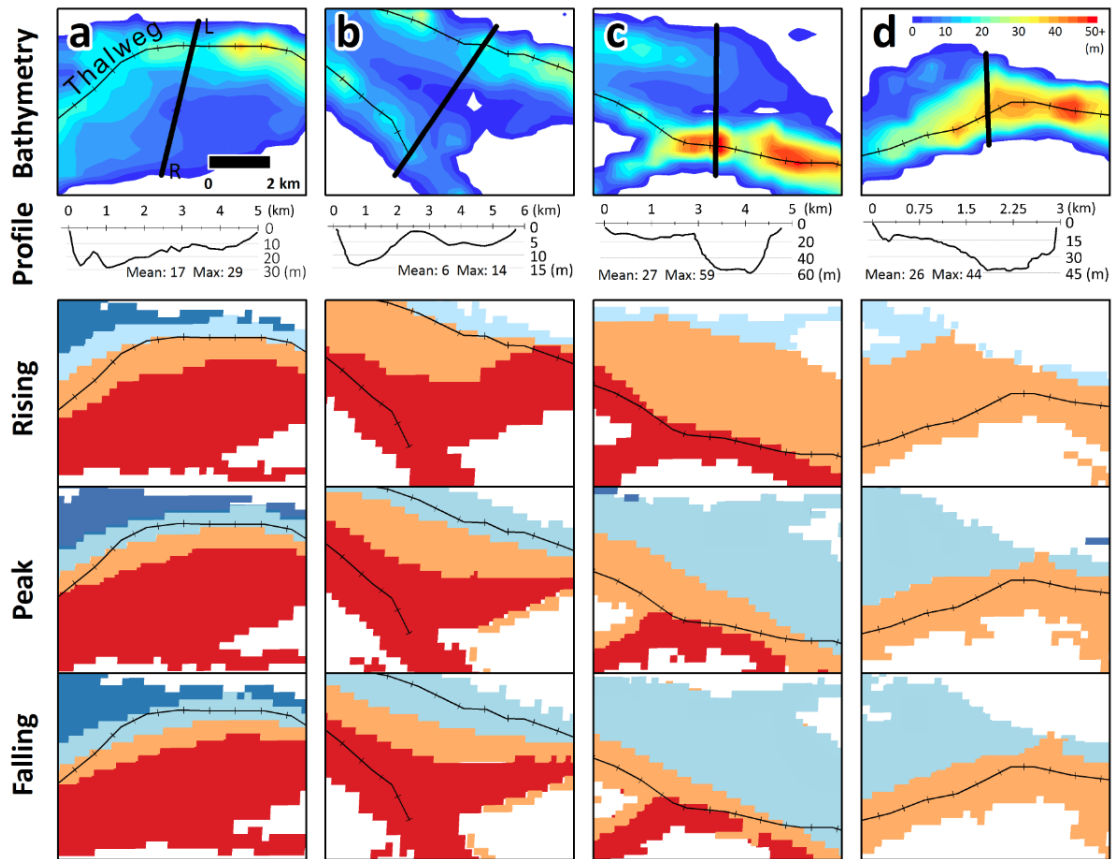 a
b
c
d
Bathymetry
Thalweg
L
R
0 2 km
0 10 20 30 40 50+
(m)
Profile
0 1 2 3 4 5 (km)
0
10
20
30 (m)
Mean: 17 Max: 29
0 1 2 3 4 5 6 (km)
0
5
10
15 (m)
Mean: 6 Max: 14
0 1 2 3 4 5 (km)
0
20
40
60 (m)
Mean: 27 Max: 59
0 0.75 1.5 2.25 3 (km)
0
15
30
45 (m)
Mean: 26 Max: 44
Rising
Peak
Falling